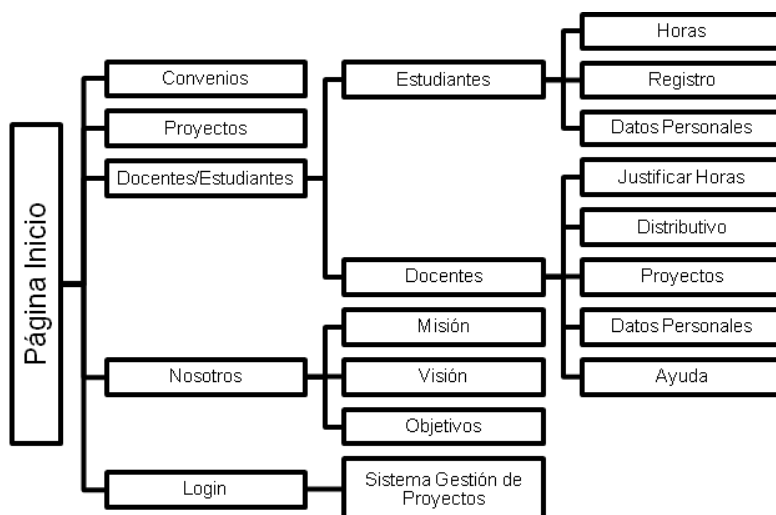 Página Inicio
Convenios
Proyectos
Docentes/Estudiantes
Estudiantes
Horas
Registro
Datos Personales
Docentes
Justificar Horas
Distributivo
Proyectos
Datos Personales
Ayuda
Nosotros
Misión
Visión
Objetivos
Login
Sistema Gestión de
Proyectos